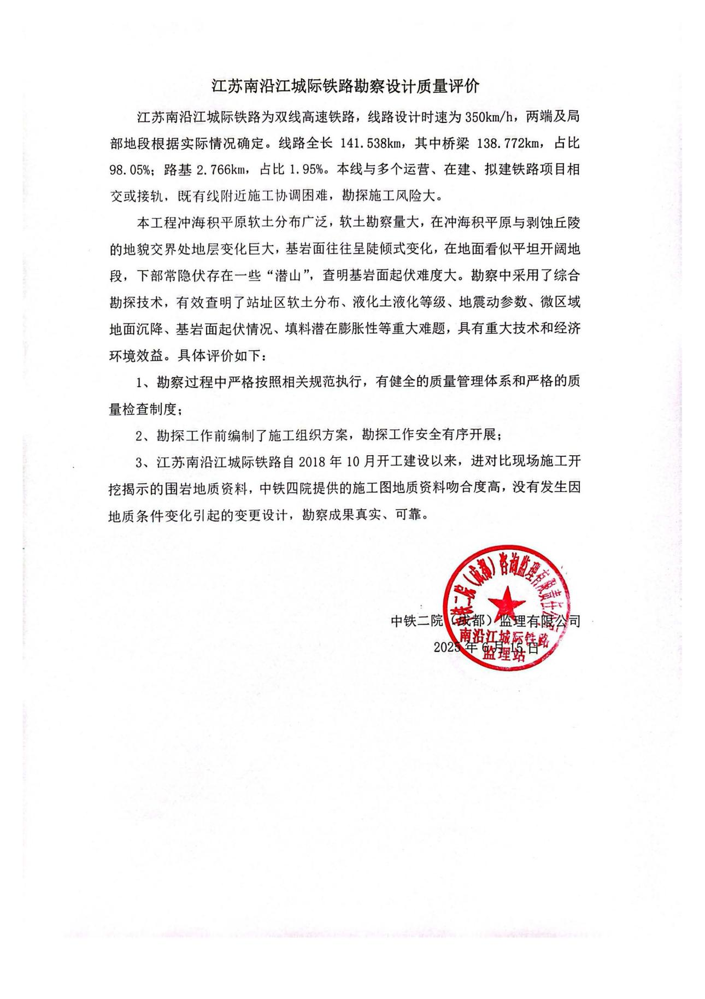 江苏南沿江城际铁路勘察设计质量评价
江苏南沿江城际铁路为双线高速铁路，线路设计时速为 350km/h，两端及局
部地段根据实际情况确定。线路全长 141.538km，其中桥梁 138.772km，占比
98.05%；路基 2.766km，占比 1.95%。本线与多个运营、在建、拟建铁路项目相
交或接轨，既有线附近施工协调困难，勘探施工风险大。
本工程冲海积平原软土分布广泛，软土勘察量大，在冲海积平原与剥蚀丘陵
的地貌交界处地层变化巨大，基岩面往往呈陡倾式变化，在地面看似平坦开阔地
段，下部常隐伏存在一些“潜山”，查明基岩面起伏难度大。勘察中采用了综合
勘探技术，有效查明了站址区软土分布、液化土液化等级、地震动参数、微区域
地面沉降、基岩面起伏情况、填料潜在膨胀性等重大难题，具有重大技术和经济
环境效益。具体评价如下：
1、勘察过程中严格按照相关规范执行，有健全的质量管理体系和严格的质
量检查制度；
2、勘探工作前编制了施工组织方案，勘探工作安全有序开展；
3、江苏南沿江城际铁路自 2018 年 10 月开工建设以来，进对比现场施工开
挖揭示的围岩地质资料，中铁四院提供的施工图地质资料吻合度高，没有发生因
地质条件变化引起的变更设计，勘察成果真实、可靠。
中铁二院（成都）咨询监理有限责任公司
中铁二院（成都）监理有限公司
南沿江城际铁路
2025 年 6 月 15 日
监理站